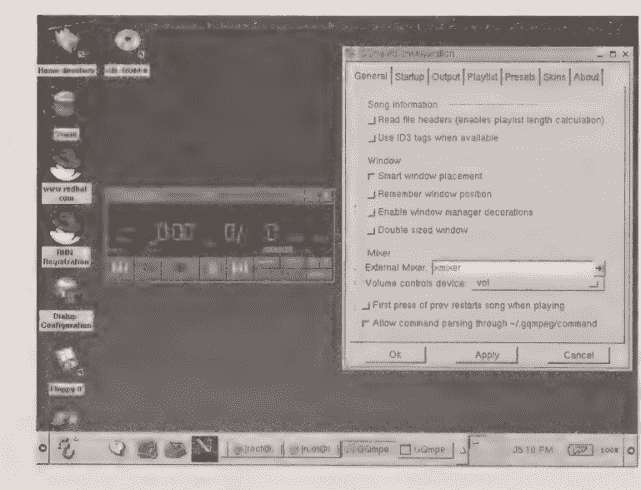 Home directory
www.redhat.
com
RHN
Registration
Dialup
Configuration
General
Startup
Output
Playlist
Presets
Skins
About
Song information
Read file headers (enables playlist length calculation)
Use ID3 tags when available
Window
Smart window placement
Remember window position
Enable window manager decorations
Double sized window
Mixer
External Mixer: xmixer
Volume controls device: vol
First press of prev restarts song when playing
Allow command parsing through ~/.gqmpeg/command
Ok
Apply
Cancel
GQmpe
GQmpe
05:10 PM
100%